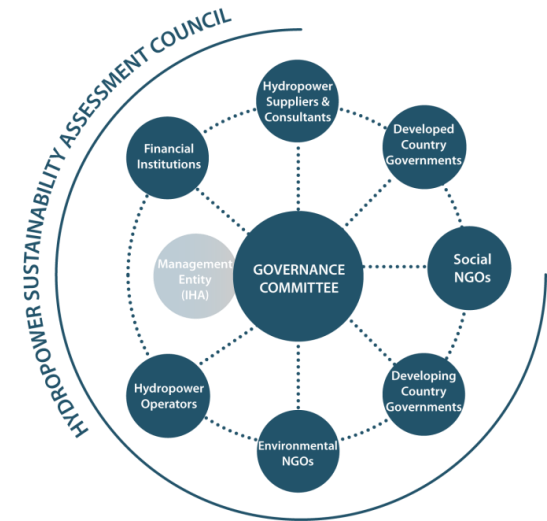 HYDROPOWER SUSTAINABILITY ASSESSMENT COUNCIL
Hydropower
Suppliers &
Consultants
Developed
Country
Governments
Financial
Institutions
Social
NGOs
Management
Entity
(IHA)
GOVERNANCE
COMMITTEE
Developing
Country
Governments
Hydropower
Operators
Environmental
NGOs